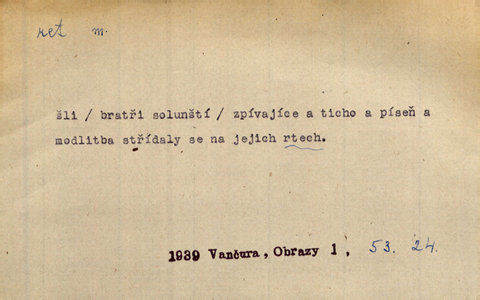 ret m.
šli / bratři solunští / zpívajíce a ticho a píseň a
modlitba střídaly se na jejich rtech.
1939 Vančura, Obrazy 1, 53. 24.